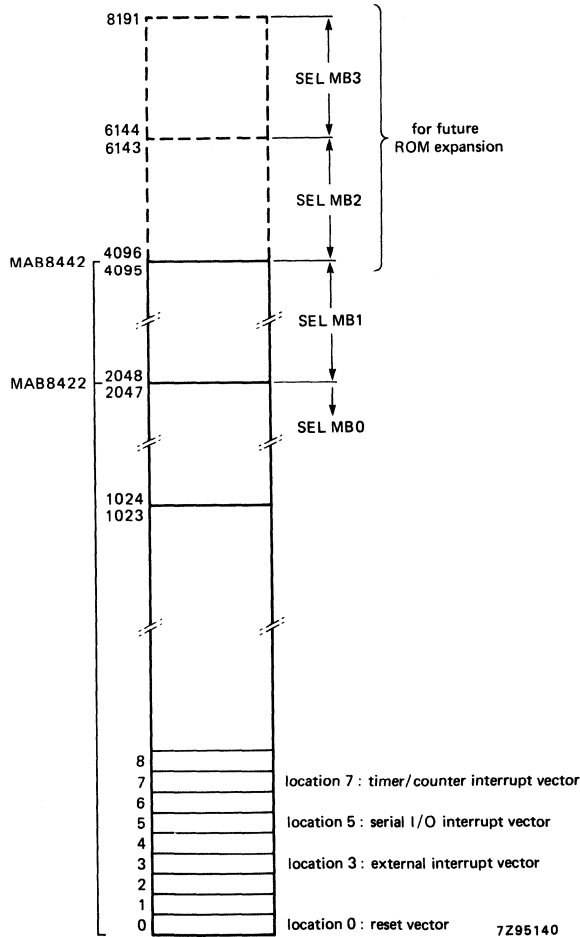 8191
SEL MB3
6144
6143
for future
ROM expansion
SEL MB2
MAB8442
4096
4095
SEL MB1
MAB8422
2048
2047
SEL MB0
1024
1023
8
7 location 7 : timer/counter interrupt vector
6
5 location 5 : serial I/O interrupt vector
4
3 location 3 : external interrupt vector
2
1
0 location 0 : reset vector
7Z95140